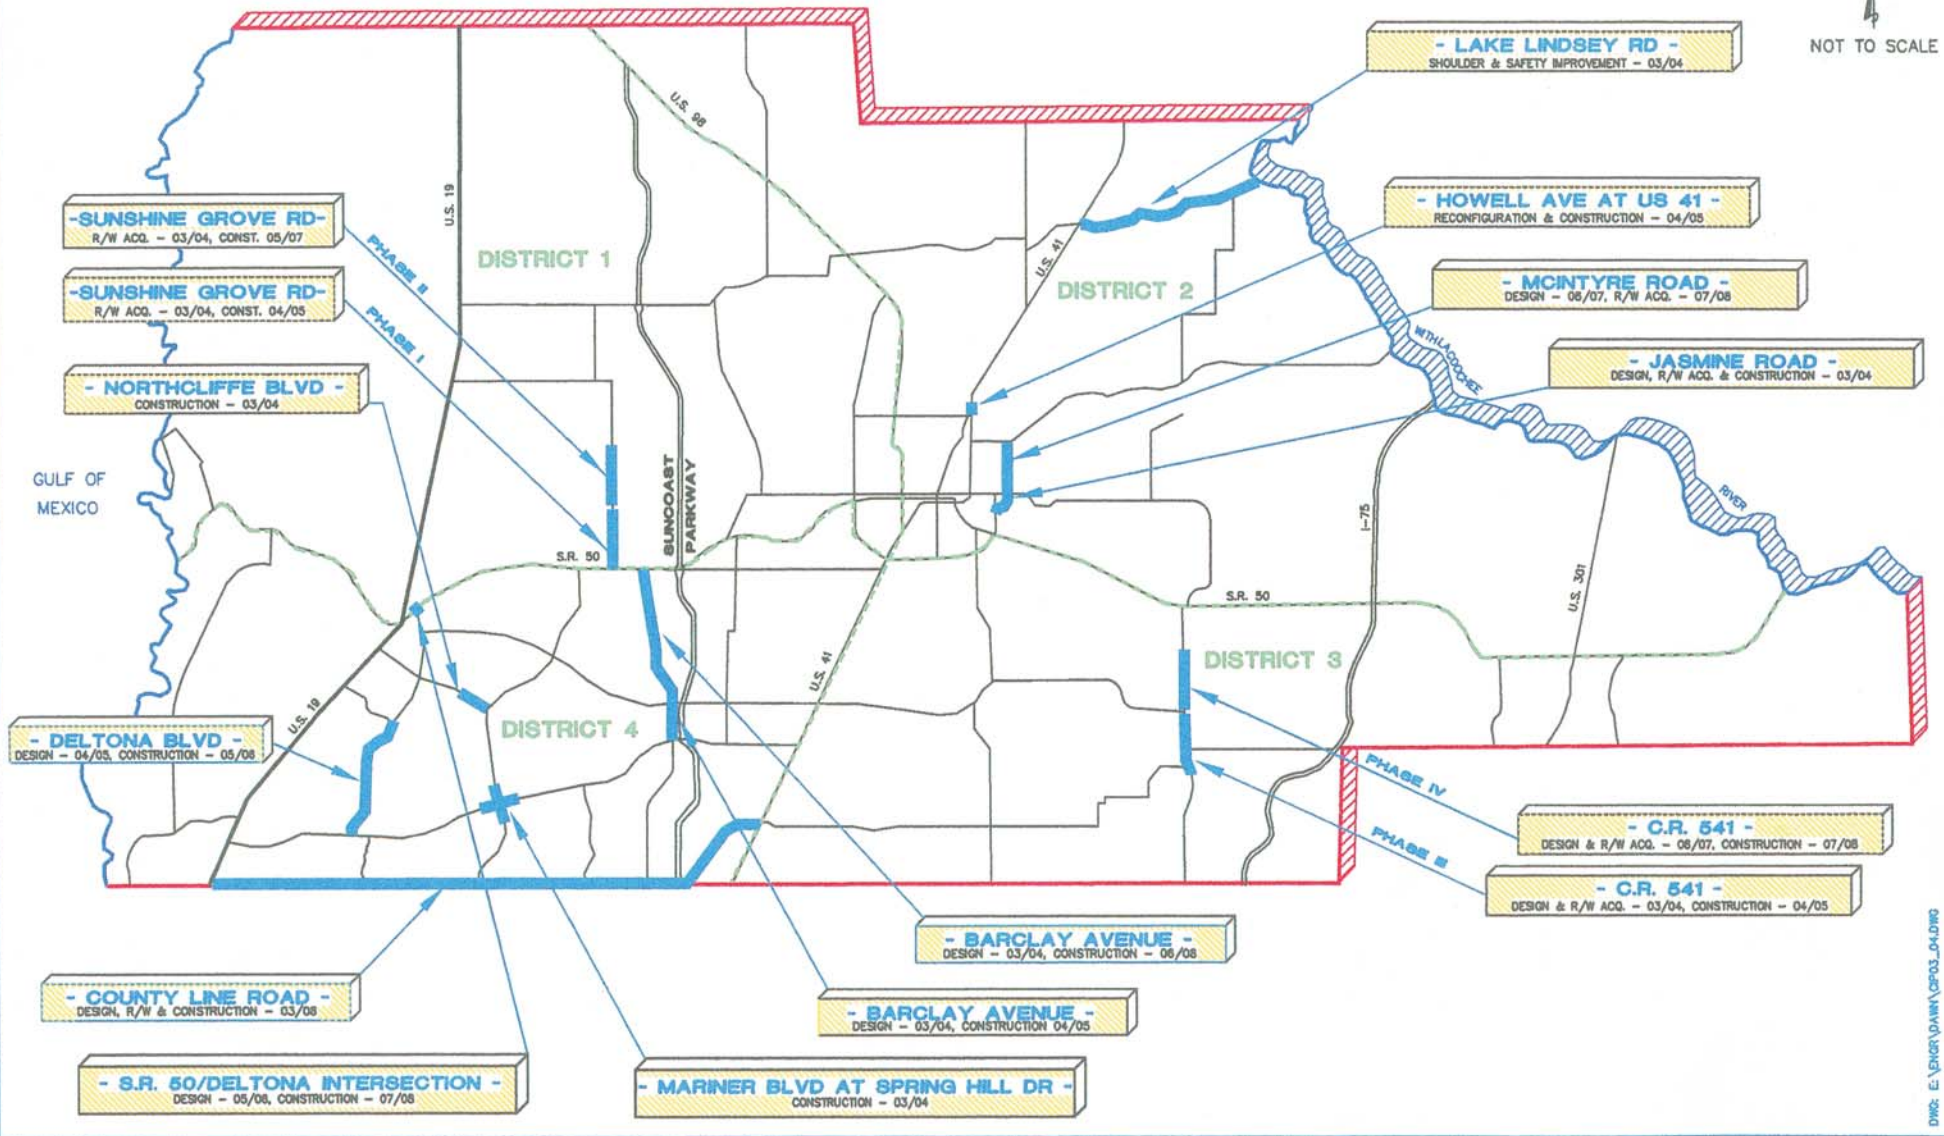 NOT TO SCALE
- LAKE LINDSEY RD -
SHOULDER & SAFETY IMPROVEMENT - 03/04
U.S. 98
U.S. 19
-SUNSHINE GROVE RD-
R/W ACQ. - 03/04, CONST. 05/07
PHASE II
- HOWELL AVE AT US 41 -
RECONFIGURATION & CONSTRUCTION - 04/05
DISTRICT 1
U.S. 41
DISTRICT 2
-SUNSHINE GROVE RD-
R/W ACQ. - 03/04, CONST. 04/05
PHASE I
- MCINTYRE ROAD -
DESIGN - 06/07, R/W ACQ. - 07/08
WITHLACOOCHEE
RIVER
- JASMINE ROAD -
DESIGN, R/W ACQ. & CONSTRUCTION - 03/04
- NORTHCLIFFE BLVD -
CONSTRUCTION - 03/04
GULF OF
MEXICO
SUNCOAST
PARKWAY
I-75
S.R. 50
U.S. 301
S.R. 50
U.S. 41
DISTRICT 3
U.S. 19
DISTRICT 4
- DELTONA BLVD -
DESIGN - 04/05, CONSTRUCTION - 05/06
PHASE IV
- C.R. 541 -
DESIGN & R/W ACQ. - 06/07, CONSTRUCTION - 07/08
PHASE III
- C.R. 541 -
DESIGN & R/W ACQ. - 03/04, CONSTRUCTION - 04/05
- BARCLAY AVENUE -
DESIGN - 03/04, CONSTRUCTION - 06/08
- COUNTY LINE ROAD -
DESIGN, R/W & CONSTRUCTION - 03/08
- BARCLAY AVENUE -
DESIGN - 03/04, CONSTRUCTION 04/05
- S.R. 50/DELTONA INTERSECTION -
DESIGN - 05/06, CONSTRUCTION - 07/08
- MARINER BLVD AT SPRING HILL DR -
CONSTRUCTION - 03/04
DWG: E:\ENGR\DAWN\CIP03_04.DWG